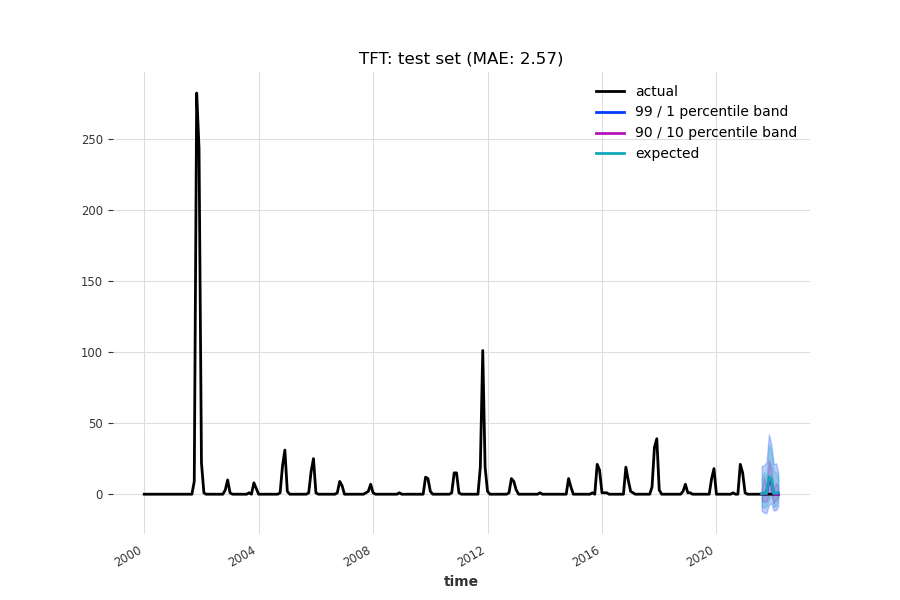 TFT: test set (MAE: 2.57)
actual
99 / 1 percentile band
90 / 10 percentile band
expected
250
200
150
100
50
0
2000
2004
2008
2012
2016
2020
time